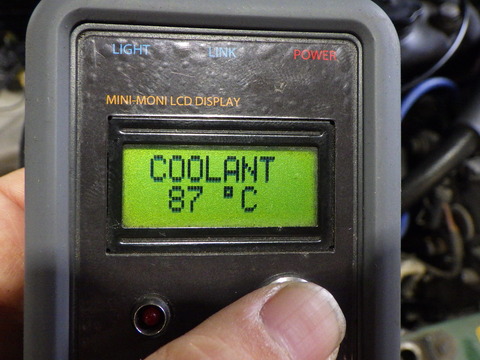 LIGHT LINK POWER
MINI-MONI LCD DISPLAY
COOLANT
87 °C